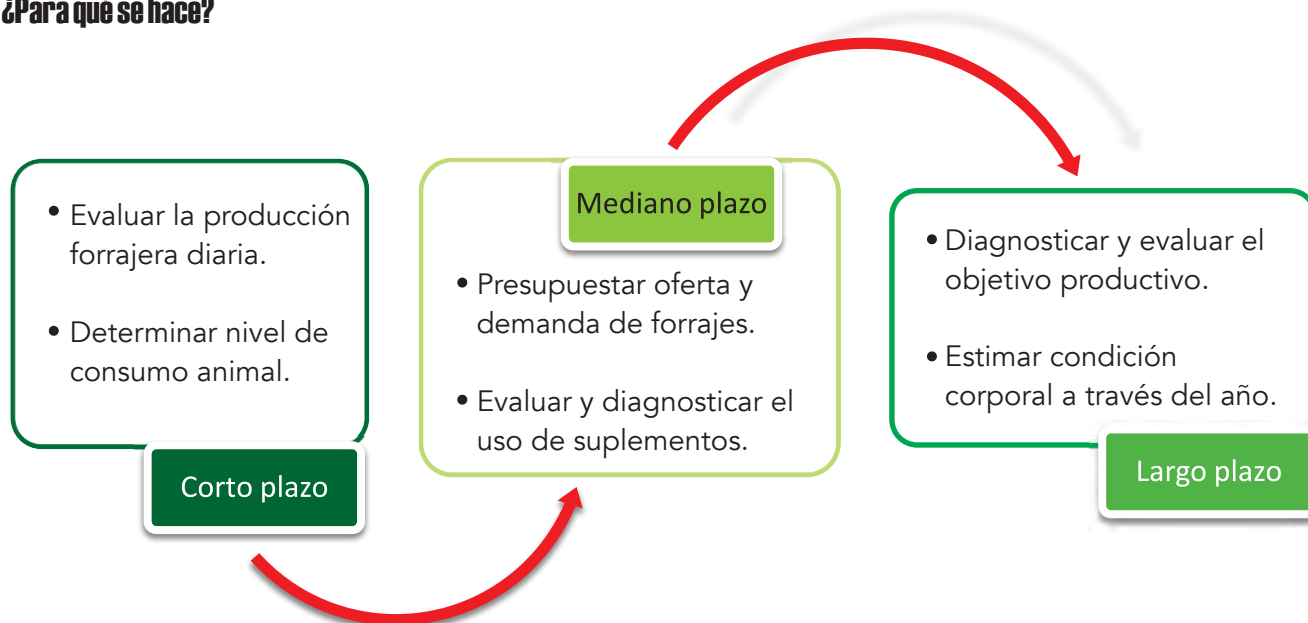 ¿Para qué se hace?
• Evaluar la producción
forrajera diaria.
• Determinar nivel de
consumo animal.
Corto plazo
Mediano plazo
• Presupuestar oferta y
demanda de forrajes.
• Evaluar y diagnosticar el
uso de suplementos.
• Diagnosticar y evaluar el
objetivo productivo.
• Estimar condición
corporal a través del año.
Largo plazo